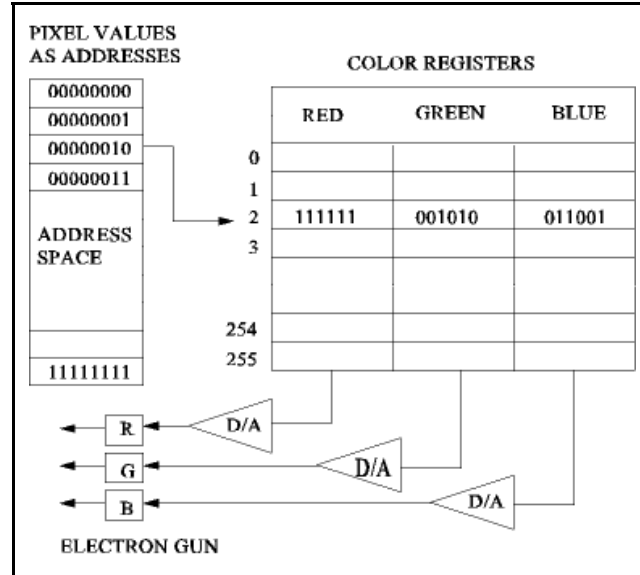 PIXEL VALUES
AS ADDRESSES
00000000
00000001
00000010
00000011
ADDRESS
SPACE
11111111
COLOR REGISTERS
RED GREEN BLUE
0
1
2 111111 001010 011001
3
254
255
R D/A
G D/A
B D/A
ELECTRON GUN